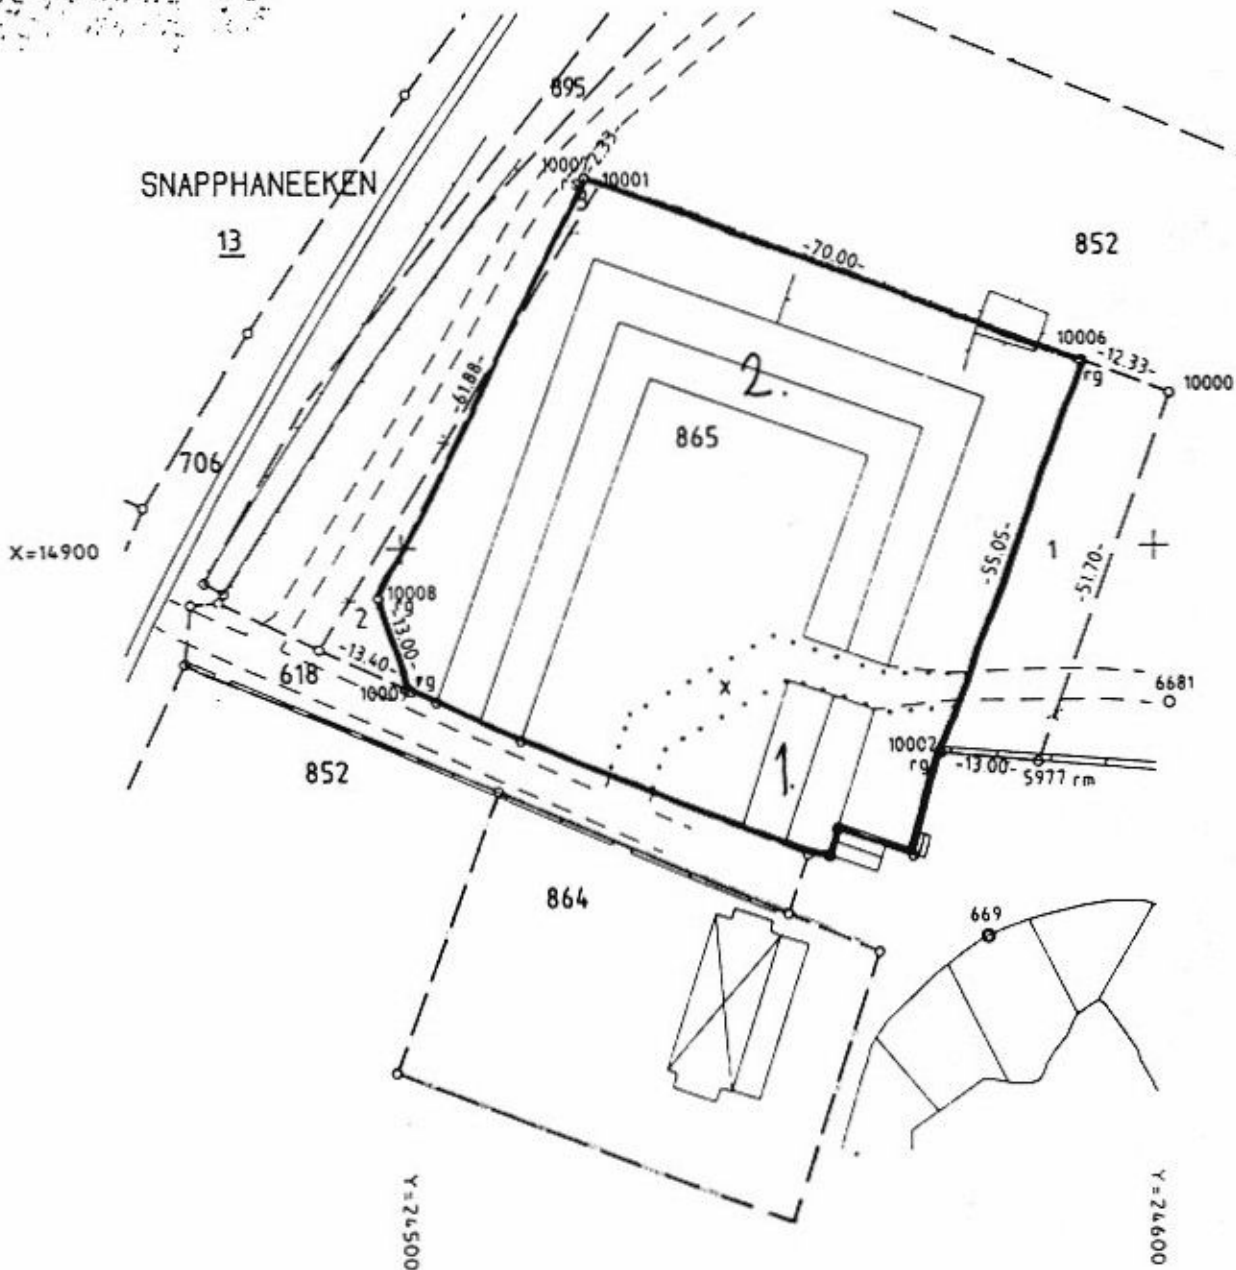 895
-2.33-
10007
rg
10001
SNAPPHANEEKEN
13
852
-70.00-
10006
rg
-12.33-
10000
2.
865
-61.88-
706
X=14900
-55.05-
1
-51.70-
10008
rg
2
-13.00-
-13.40-
618
10009
rg
x
6681
10002
rg
-13.00-
5977 rm
1.
852
864
669
Y=24500
Y=24600